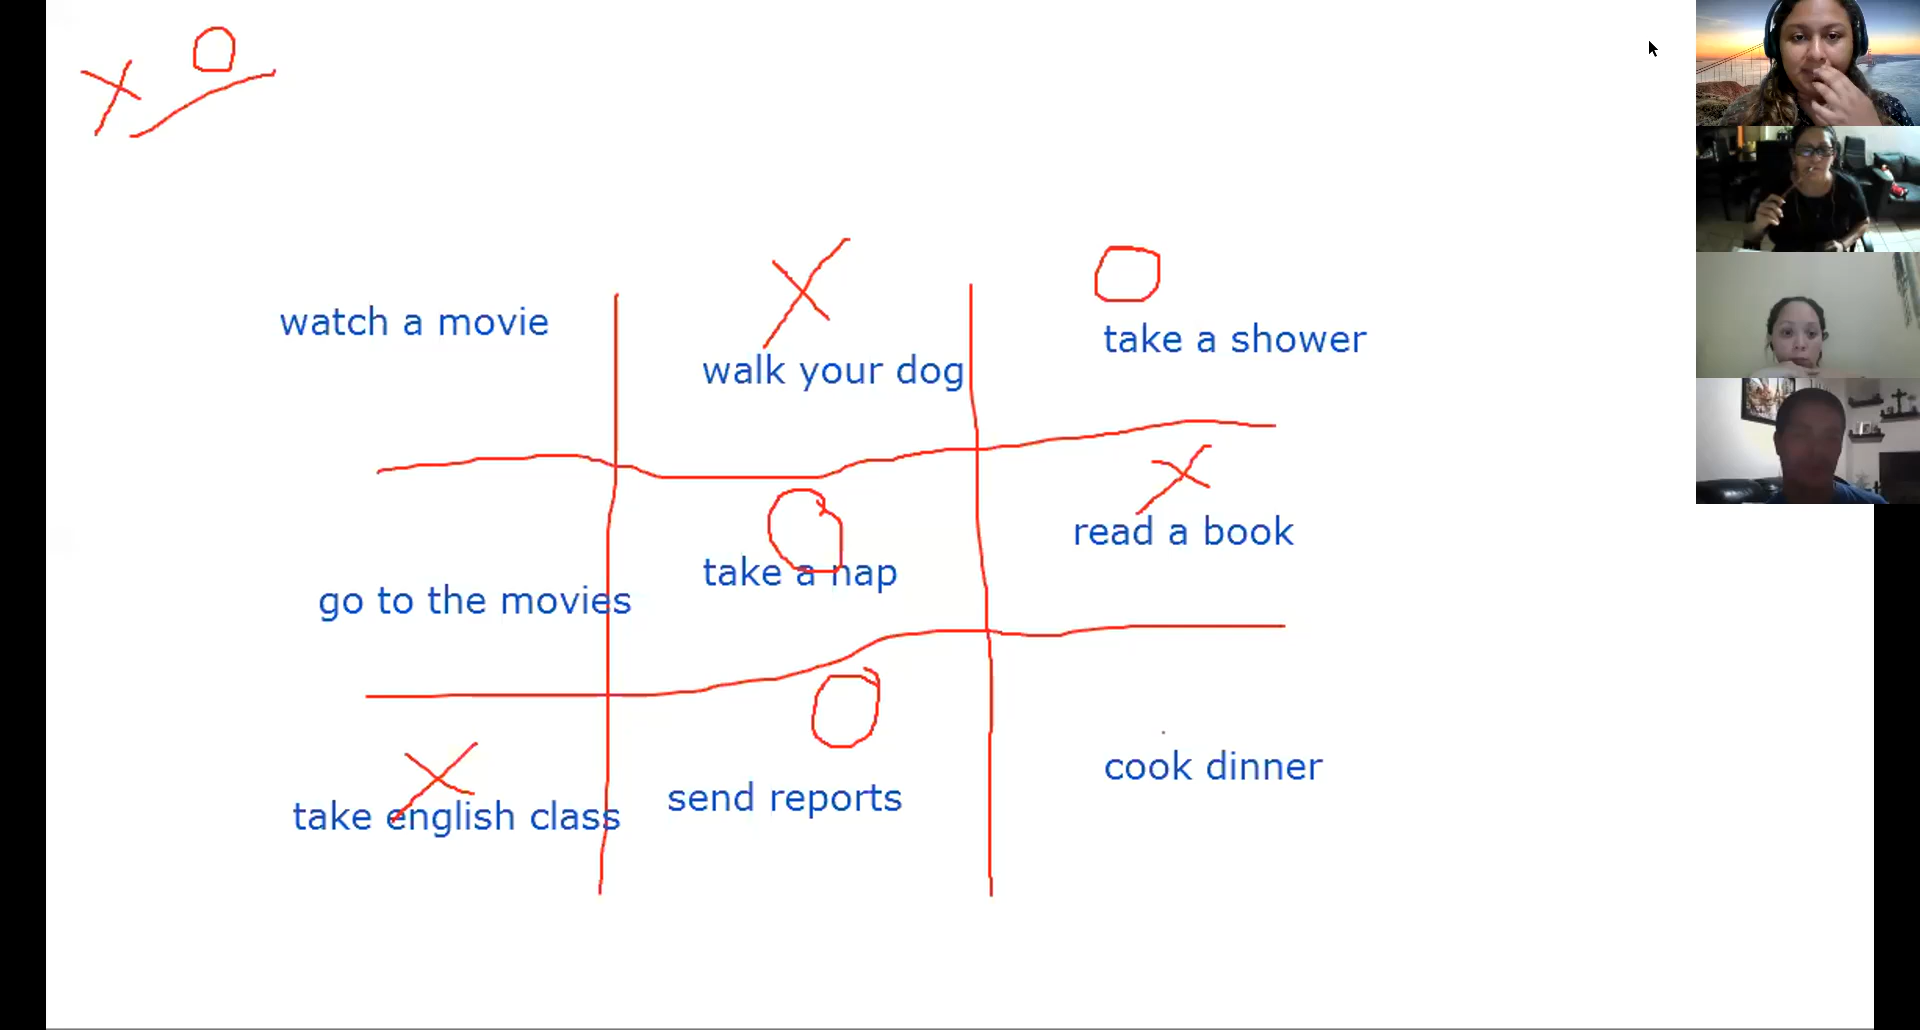 X O
watch a movie
X
walk your dog
O
take a shower
go to the movies
O
take a nap
X
read a book
X
take english class
O
send reports
cook dinner